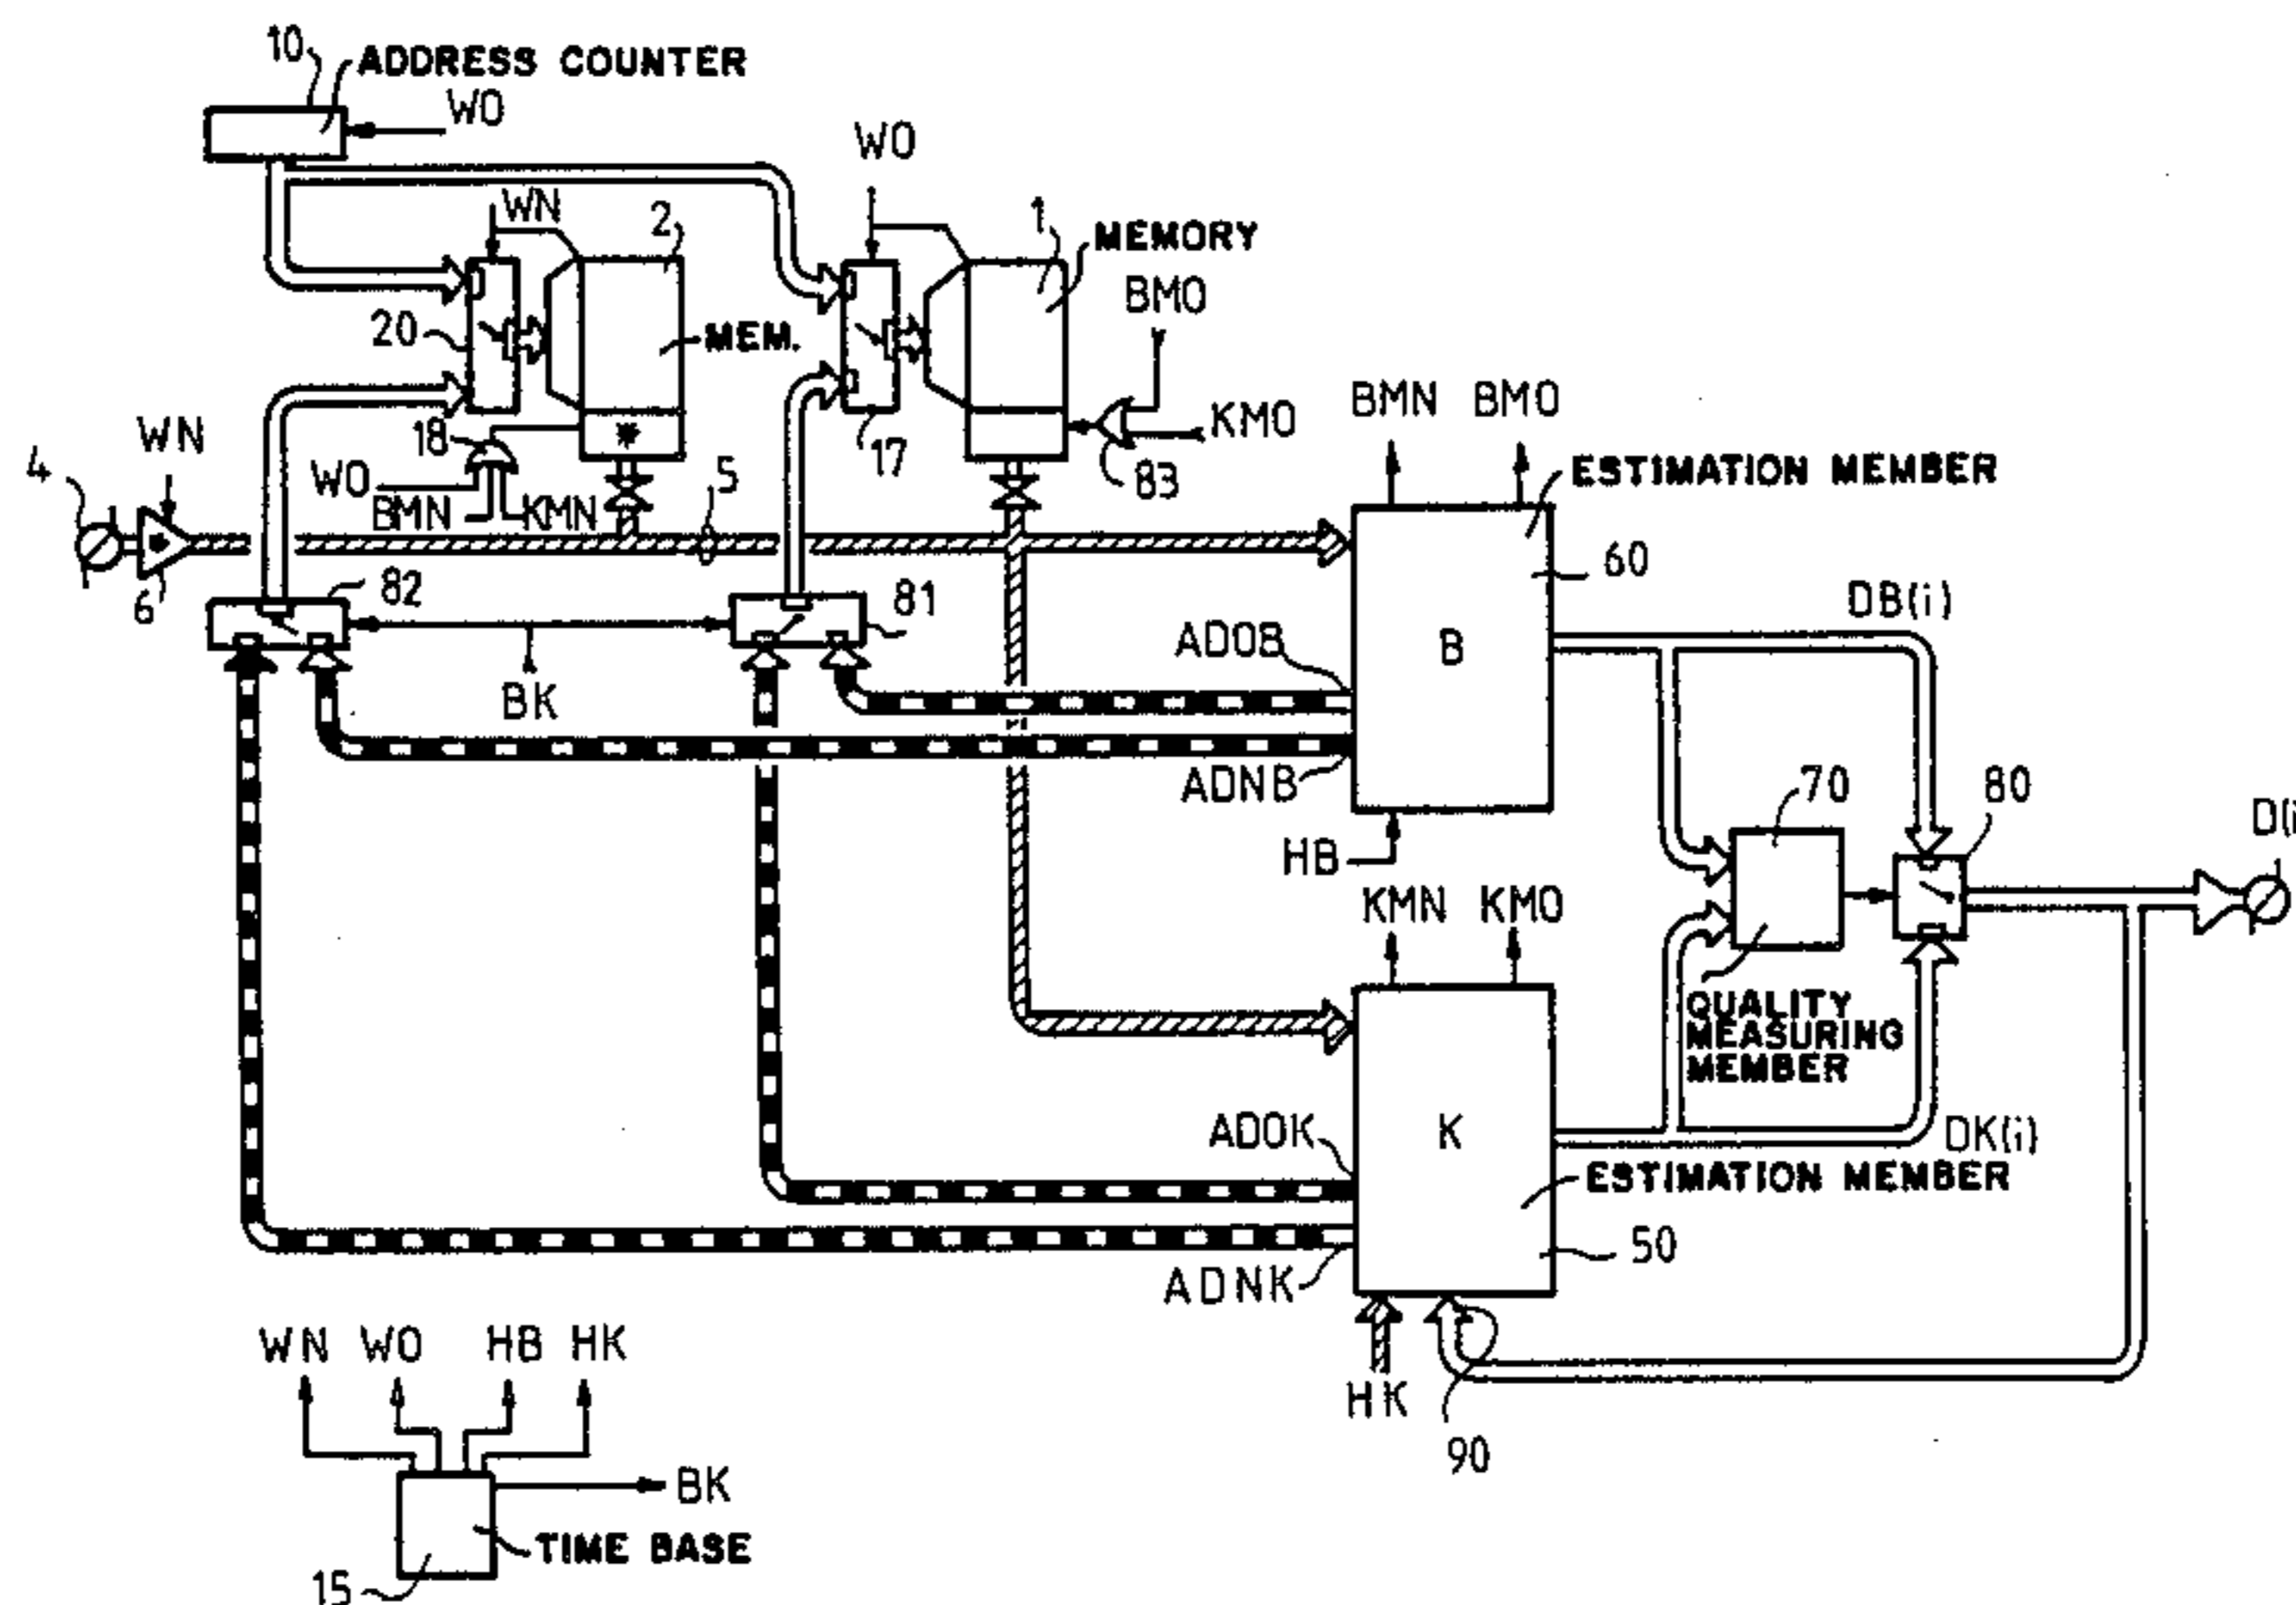 10
ADDRESS COUNTER
WO
WO
WN
2
1
MEMORY
BMO
20
MEM.
BMN BMO
WN
18
17
KMO
4
WO
5
83
ESTIMATION MEMBER
BMN
KMN
60
6
82
81
DB(i)
ADOB
B
BK
ADNB
70
80
HB
KMN KMO
QUALITY
MEASURING
MEMBER
ADOK
K
DK(i)
ESTIMATION MEMBER
ADNK
50
WN WO HB HK
HK
90
BK
TIME BASE
15